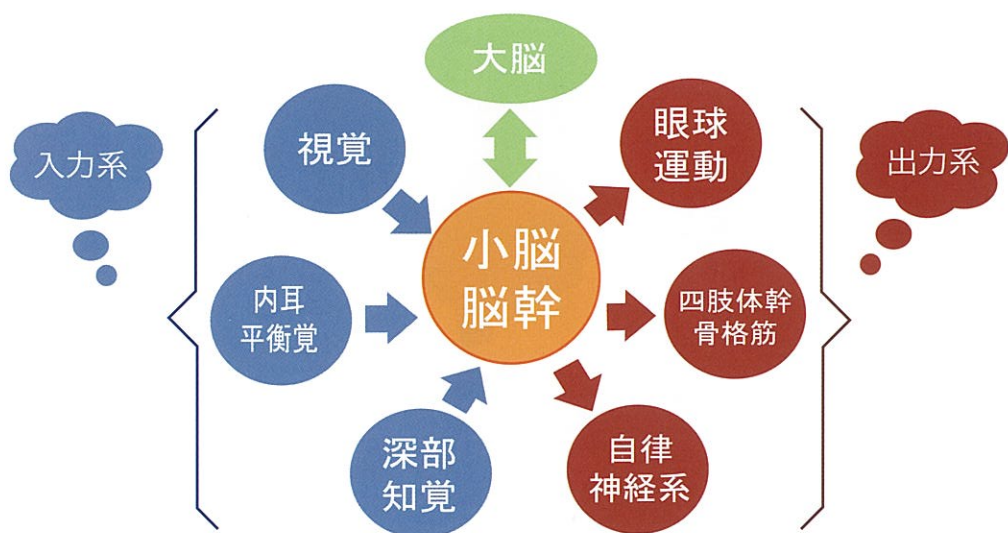 大脳
視覚
眼球
運動
入力系
出力系
小脳
脳幹
内耳
平衡覚
四肢体幹
骨格筋
深部
知覚
自律
神経系